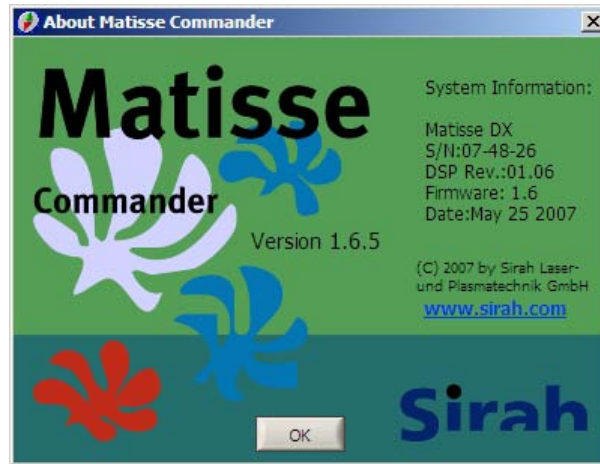 About Matisse Commander
Matisse
Commander
Version 1.6.5
System Information:
Matisse DX
S/N:07-48-26
DSP Rev.:01.06
Firmware: 1.6
Date:May 25 2007
(C) 2007 by Sirah Laser-
und Plasmatechnik GmbH
www.sirah.com
Sirah
OK